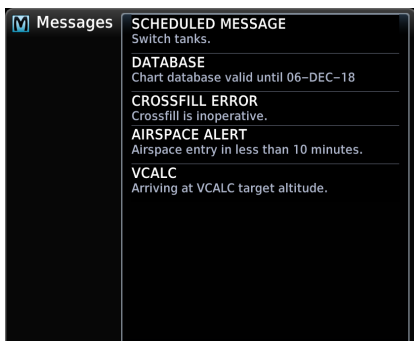 M Messages
SCHEDULED MESSAGE
Switch tanks.
DATABASE
Chart database valid until 06–DEC–18
CROSSFILL ERROR
Crossfill is inoperative.
AIRSPACE ALERT
Airspace entry in less than 10 minutes.
VCALC
Arriving at VCALC target altitude.